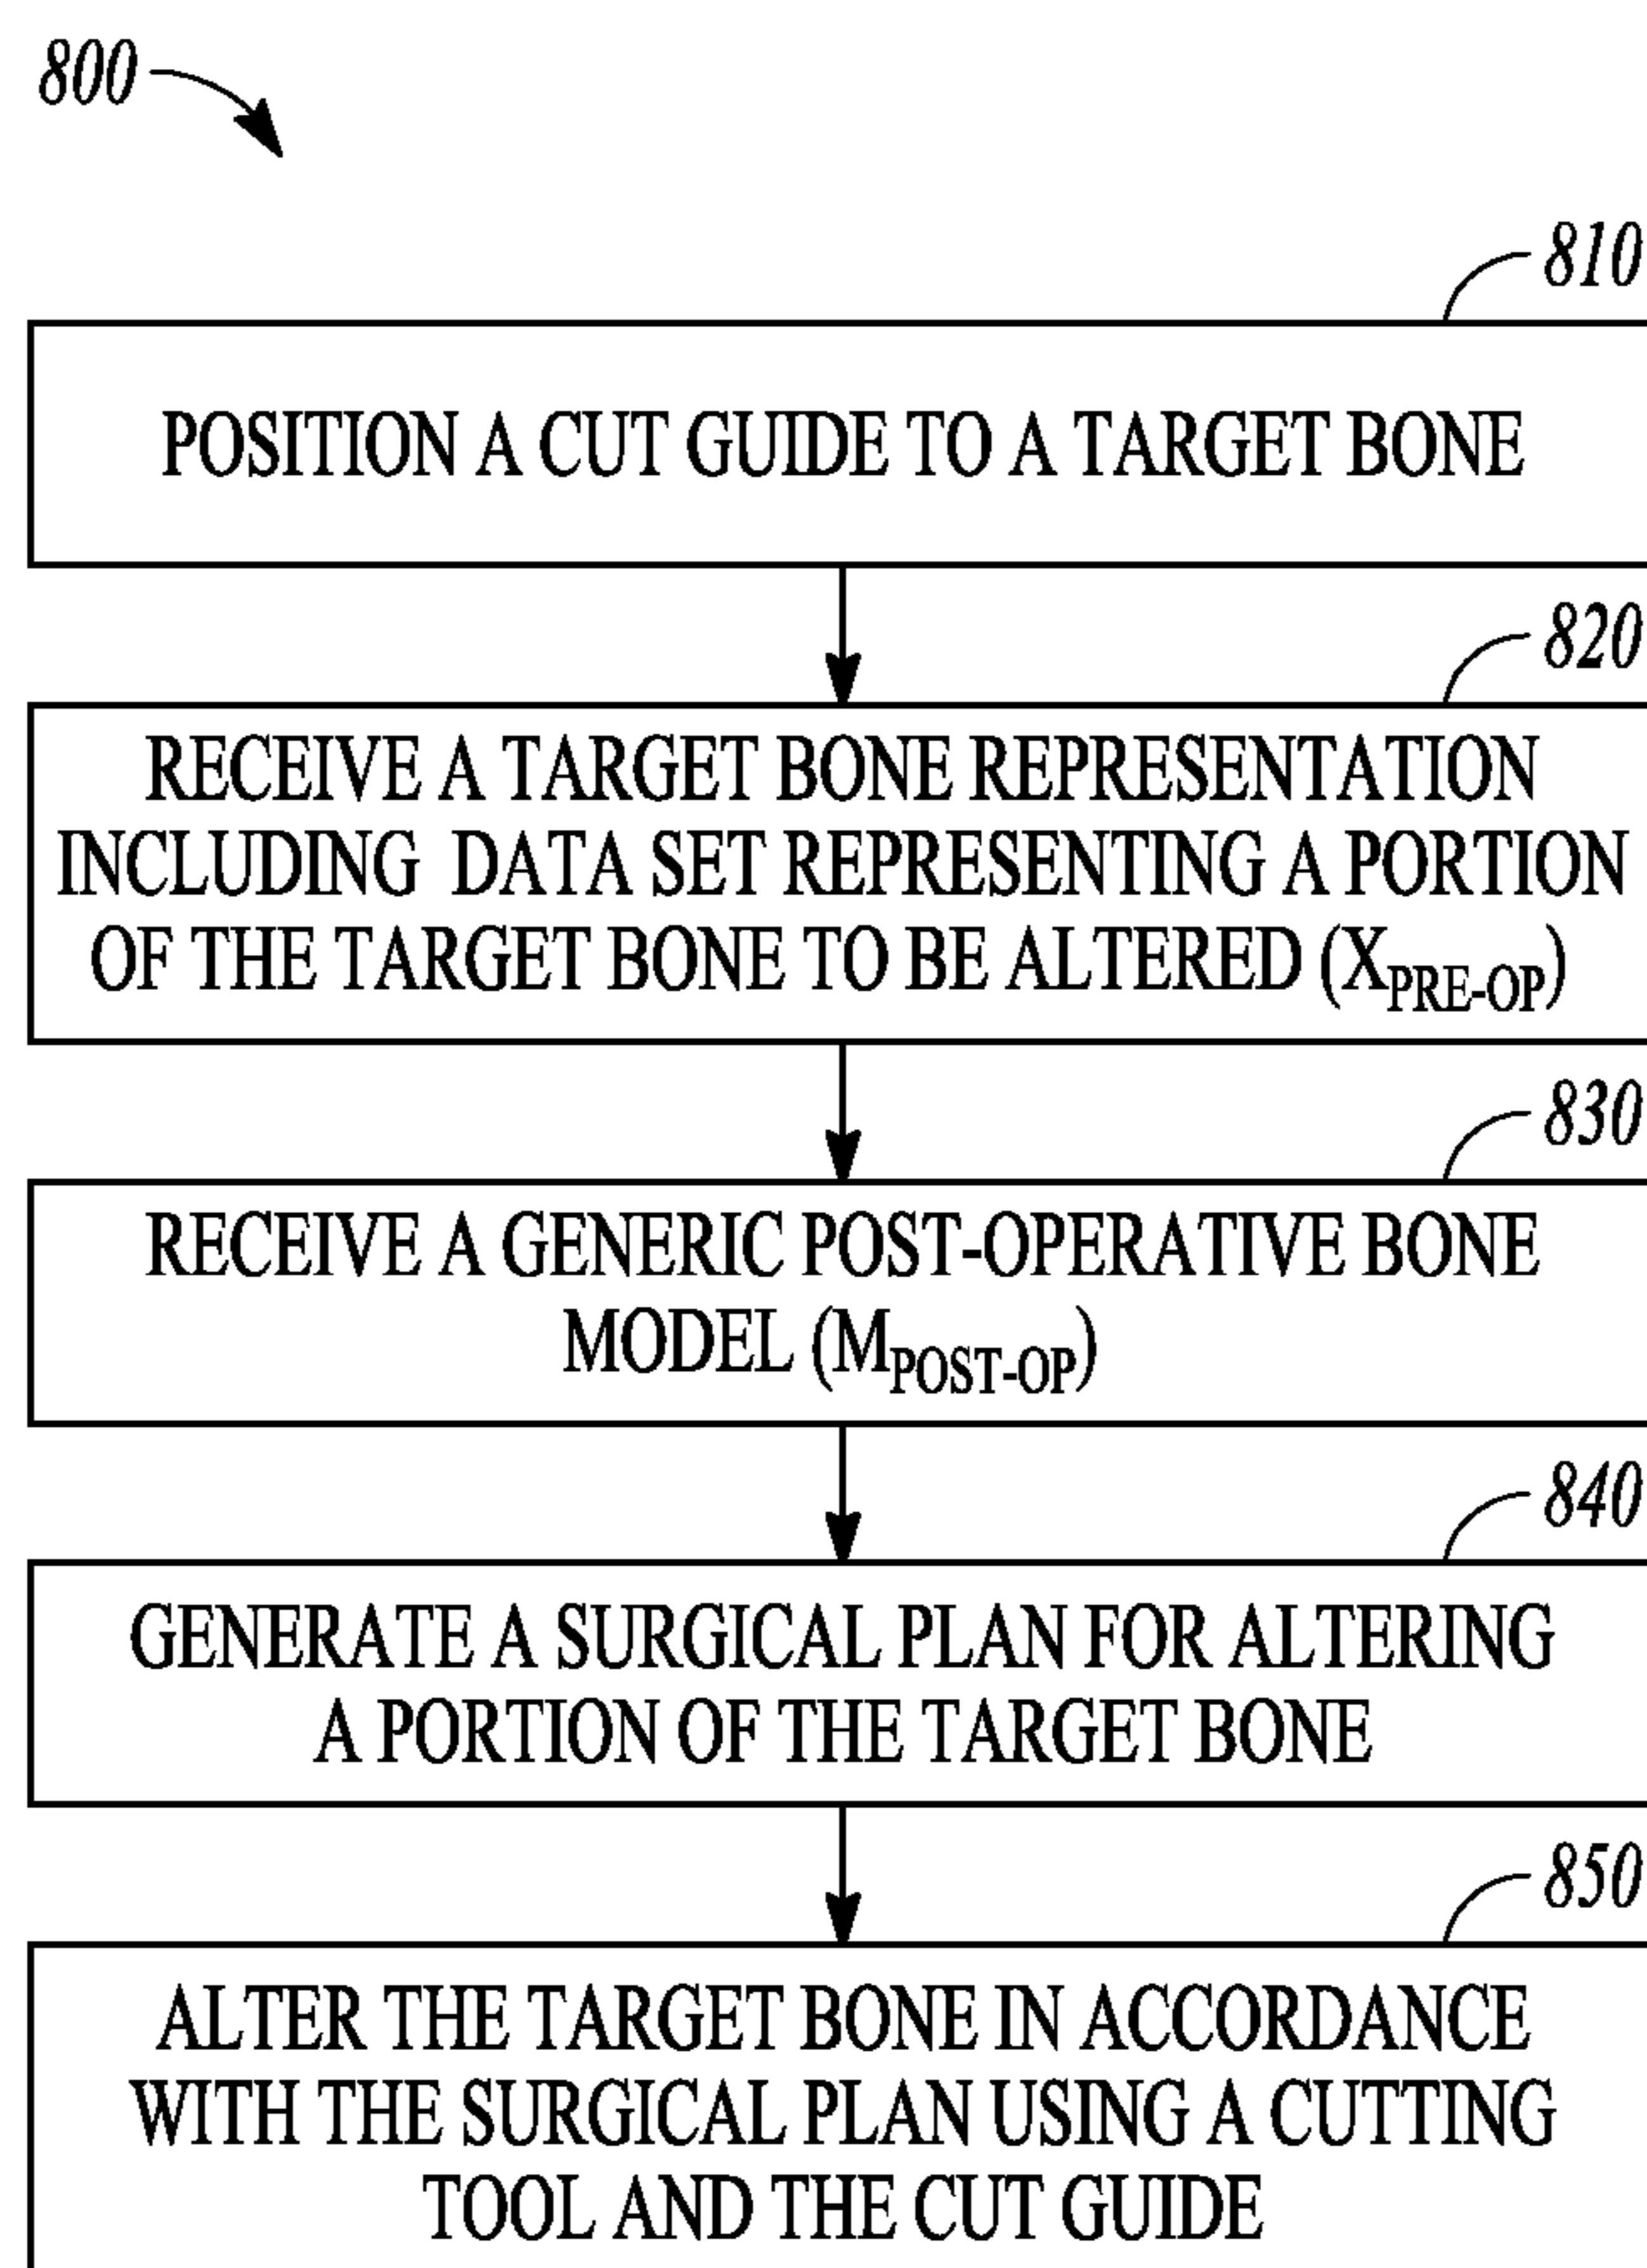 800
810
POSITION A CUT GUIDE TO A TARGET BONE
820
RECEIVE A TARGET BONE REPRESENTATION
INCLUDING DATA SET REPRESENTING A PORTION
OF THE TARGET BONE TO BE ALTERED (XPRE-OP)
830
RECEIVE A GENERIC POST-OPERATIVE BONE
MODEL (MPOST-OP)
840
GENERATE A SURGICAL PLAN FOR ALTERING
A PORTION OF THE TARGET BONE
850
ALTER THE TARGET BONE IN ACCORDANCE
WITH THE SURGICAL PLAN USING A CUTTING
TOOL AND THE CUT GUIDE